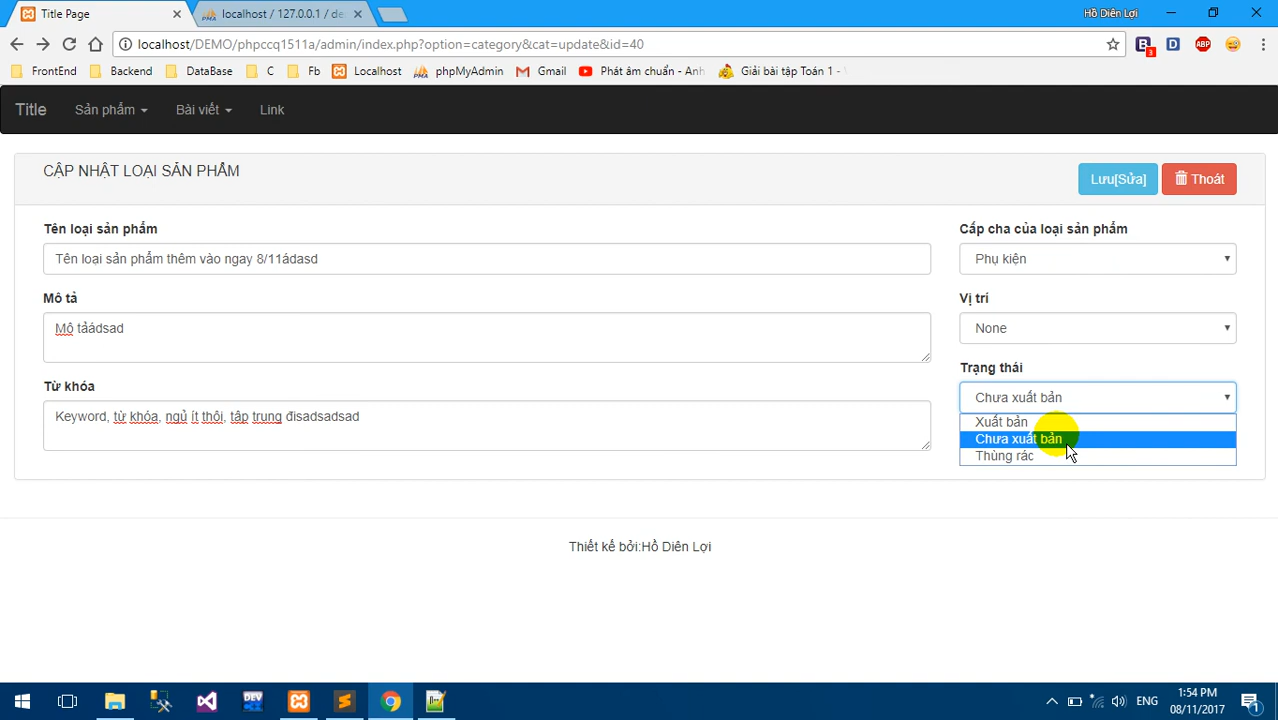 Title Page
localhost / 127.0.0.1 / de
Hồ Diên Lợi
localhost/DEMO/phpccq1511a/admin/index.php?option=category&cat=update&id=40
3
ABP
FrontEnd
Backend
DataBase
C
Fb
Localhost
phpMyAdmin
Gmail
Phát âm chuẩn - Anh
Giải bài tập Toán 1 -
Title
Sản phẩm
Bài viết
Link
CẬP NHẬT LOẠI SẢN PHẨM
Lưu[Sửa]
Thoát
Tên loại sản phẩm
Tên loại sản phẩm thêm vào ngay 8/11ádasd
Mô tả
Mô tảádsad
Từ khóa
Keyword, từ khóa, ngủ ít thôi, tâp trung đisadsadsad
Cấp cha của loại sản phẩm
Phụ kiện
Vị trí
None
Trạng thái
Chưa xuất bản
Xuất bản
Chưa xuất bản
Thùng rác
Thiết kế bởi:Hồ Diên Lợi
DEV
ENG
1:54 PM
08/11/2017
1